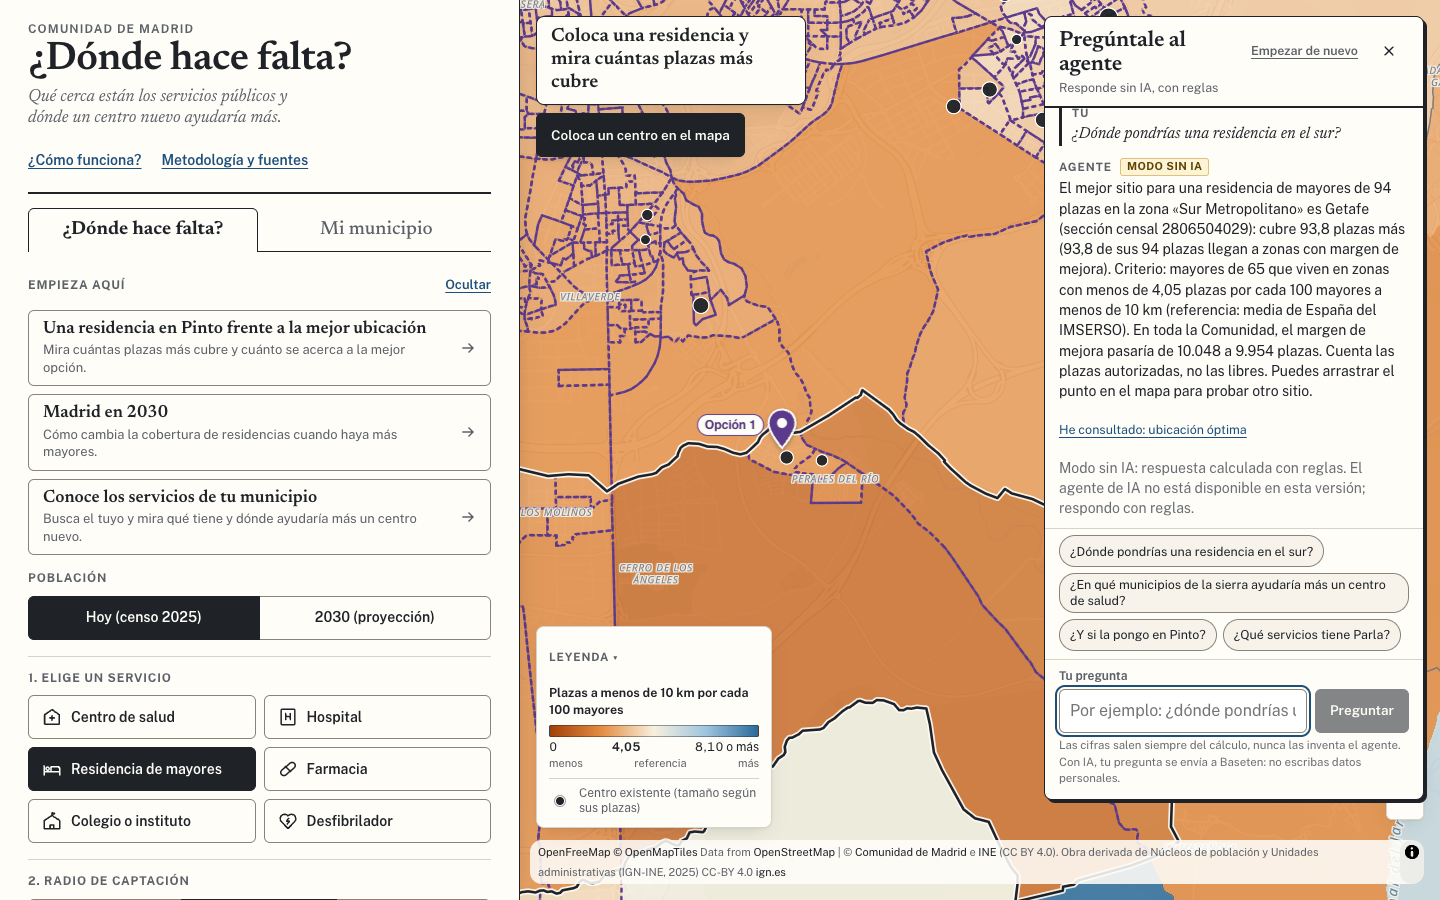 COMUNIDAD DE MADRID
¿Dónde hace falta?
Qué cerca están los servicios públicos y
dónde un centro nuevo ayudaría más.
¿Cómo funciona?
Metodología y fuentes
¿Dónde hace falta?
Mi municipio
EMPIEZA AQUÍ
Ocultar
Una residencia en Pinto frente a la mejor ubicación
Mira cuántas plazas más cubre y cuánto se acerca a la mejor
opción.
Madrid en 2030
Cómo cambia la cobertura de residencias cuando haya más
mayores.
Conoce los servicios de tu municipio
Busca el tuyo y mira qué tiene y dónde ayudaría más un centro
nuevo.
POBLACIÓN
Hoy (censo 2025)
2030 (proyección)
1. ELIGE UN SERVICIO
Centro de salud
Hospital
Residencia de mayores
Farmacia
Colegio o instituto
Desfibrilador
2. RADIO DE CAPTACIÓN
Coloca una residencia y
mira cuántas plazas más
cubre
Coloca un centro en el mapa
VILLAVERDE
Opción 1
PERALES DEL RÍO
LOS MOLINOS
CERRO DE LOS
ÁNGELES
LEYENDA
Plazas a menos de 10 km por cada
100 mayores
0
4,05
8,10 o más
menos
referencia
más
Centro existente (tamaño según
sus plazas)
OpenFreeMap © OpenMapTiles Data from OpenStreetMap | © Comunidad de Madrid e INE (CC BY 4.0). Obra derivada de Núcleos de población y Unidades
administrativas (IGN-INE, 2025) CC-BY 4.0 ign.es
Pregúntale al
agente
Empezar de nuevo
Responde sin IA, con reglas
TÚ
¿Dónde pondrías una residencia en el sur?
AGENTE
MODO SIN IA
El mejor sitio para una residencia de mayores de 94
plazas en la zona «Sur Metropolitano» es Getafe
(sección censal 2806504029): cubre 93,8 plazas más
(93,8 de sus 94 plazas llegan a zonas con margen de
mejora). Criterio: mayores de 65 que viven en zonas
con menos de 4,05 plazas por cada 100 mayores a
menos de 10 km (referencia: media de España del
IMSERSO). En toda la Comunidad, el margen de
mejora pasaría de 10.048 a 9.954 plazas. Cuenta las
plazas autorizadas, no las libres. Puedes arrastrar el
punto en el mapa para probar otro sitio.
He consultado: ubicación óptima
Modo sin IA: respuesta calculada con reglas. El
agente de IA no está disponible en esta versión;
respondo con reglas.
¿Dónde pondrías una residencia en el sur?
¿En qué municipios de la sierra ayudaría más un centro
de salud?
¿Y si la pongo en Pinto?
¿Qué servicios tiene Parla?
Tu pregunta
Por ejemplo: ¿dónde pondrías u
Preguntar
Las cifras salen siempre del cálculo, nunca las inventa el agente.
Con IA, tu pregunta se envía a Baseten: no escribas datos
personales.